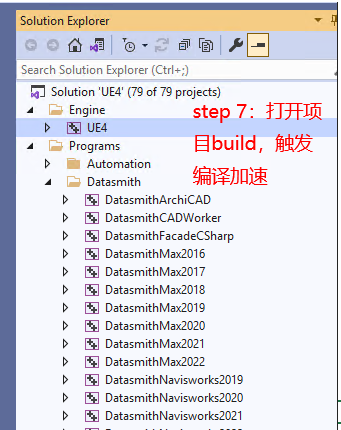 Solution Explorer
Search Solution Explorer (Ctrl+;)
Solution 'UE4' (79 of 79 projects)
Engine
UE4
Programs
Automation
Datasmith
DatasmithArchiCAD
DatasmithCADWorker
DatasmithFacadeCSharp
DatasmithMax2016
DatasmithMax2017
DatasmithMax2018
DatasmithMax2019
DatasmithMax2020
DatasmithMax2021
DatasmithMax2022
DatasmithNavisworks2019
DatasmithNavisworks2020
DatasmithNavisworks2021
step 7：打开项
目build，触发
编译加速